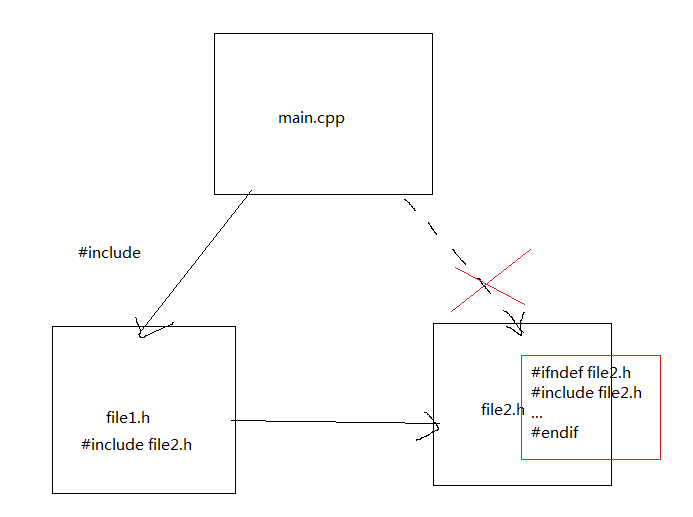 main.cpp
#include
file1.h
#include file2.h
file2.h
#ifndef file2.h
#include file2.h
...
#endif